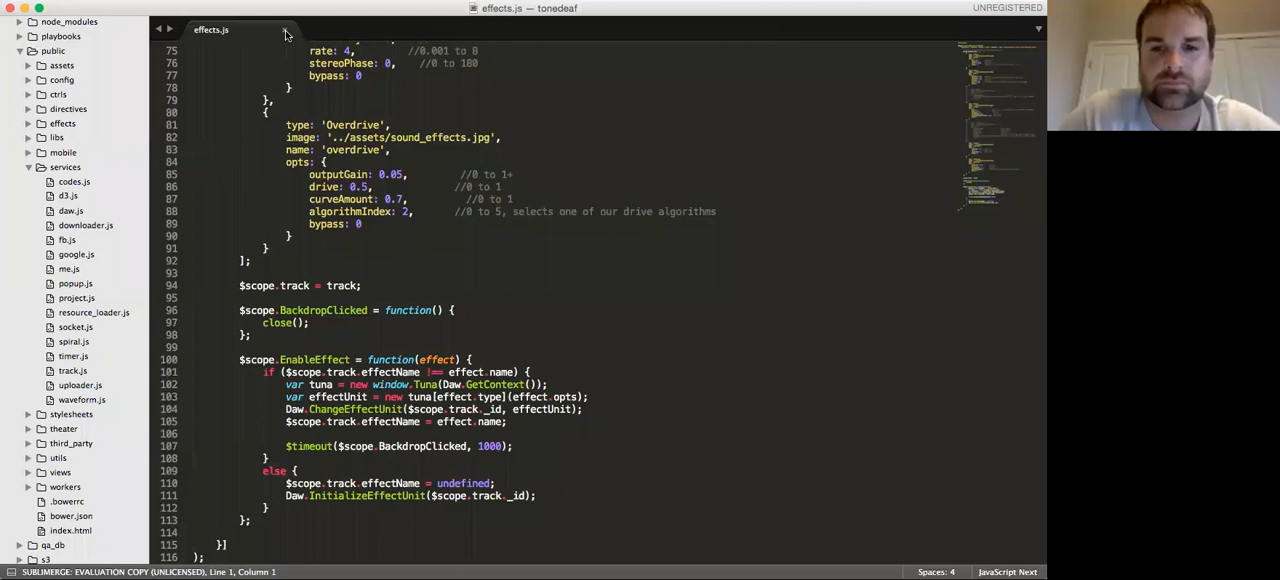 effects.js — tonedeaf
UNREGISTERED
node_modules
playbooks
public
assets
config
ctrls
directives
effects
libs
mobile
services
codes.js
d3.js
daw.js
downloader.js
fb.js
google.js
me.js
popup.js
project.js
resource_loader.js
socket.js
spiral.js
timer.js
track.js
uploader.js
waveform.js
stylesheets
theater
third_party
utils
views
workers
.bowerrc
bower.json
index.html
qa_db
s3
effects.js
75 rate: 4, //0.001 to 8
76 stereoPhase: 0, //0 to 180
77 bypass: 0
78 }
79 },
80 {
81 type: 'Overdrive',
82 image: '../assets/sound_effects.jpg',
83 name: 'overdrive',
84 opts: {
85 outputGain: 0.05, //0 to 1+
86 drive: 0.5, //0 to 1
87 curveAmount: 0.7, //0 to 1
88 algorithmIndex: 2, //0 to 5, selects one of our drive algorithms
89 bypass: 0
90 }
91 }
92 ];
93
94 $scope.track = track;
95
96 $scope.BackdropClicked = function() {
97 close();
98 };
99
100 $scope.EnableEffect = function(effect) {
101 if ($scope.track.effectName !== effect.name) {
102 var tuna = new window.Tuna(Daw.GetContext());
103 var effectUnit = new tuna[effect.type](effect.opts);
104 Daw.ChangeEffectUnit($scope.track._id, effectUnit);
105 $scope.track.effectName = effect.name;
106
107 $timeout($scope.BackdropClicked, 1000);
108 }
109 else {
110 $scope.track.effectName = undefined;
111 Daw.InitializeEffectUnit($scope.track._id);
112 }
113 };
114
115 }]
116 );
SUBLIMERGE: EVALUATION COPY (UNLICENSED), Line 1, Column 1
Spaces: 4
JavaScript Next